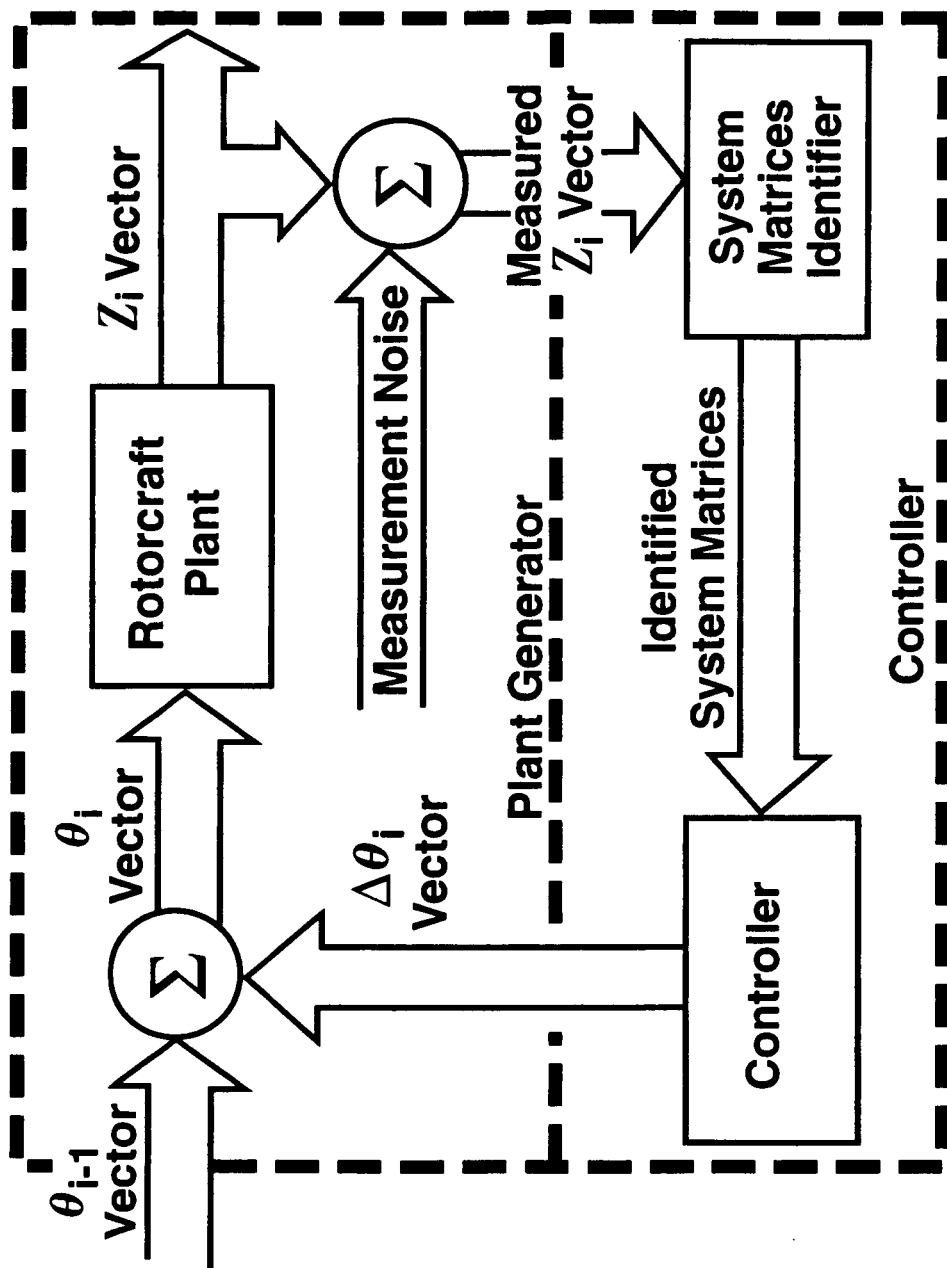 θi-1
Vector
Σ
θi
Vector
Rotorcraft
Plant
Zi Vector
Δθi
Vector
Measurement Noise
Σ
Plant Generator
Measured
Zi Vector
Controller
Identified
System Matrices
System
Matrices
Identifier
Controller